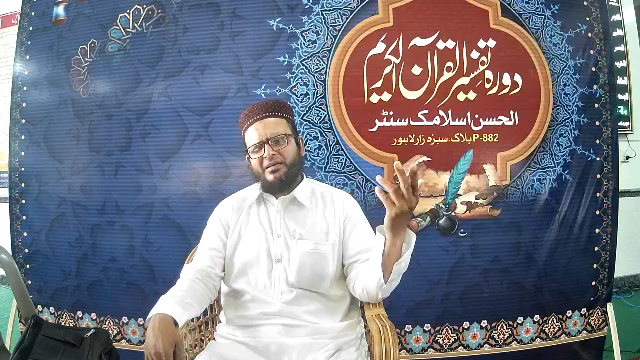 دورہ تفسیر القرآن الکریم
الحسن اسلامک سنٹر
P-882 بلاک سبزہ زار لاہور